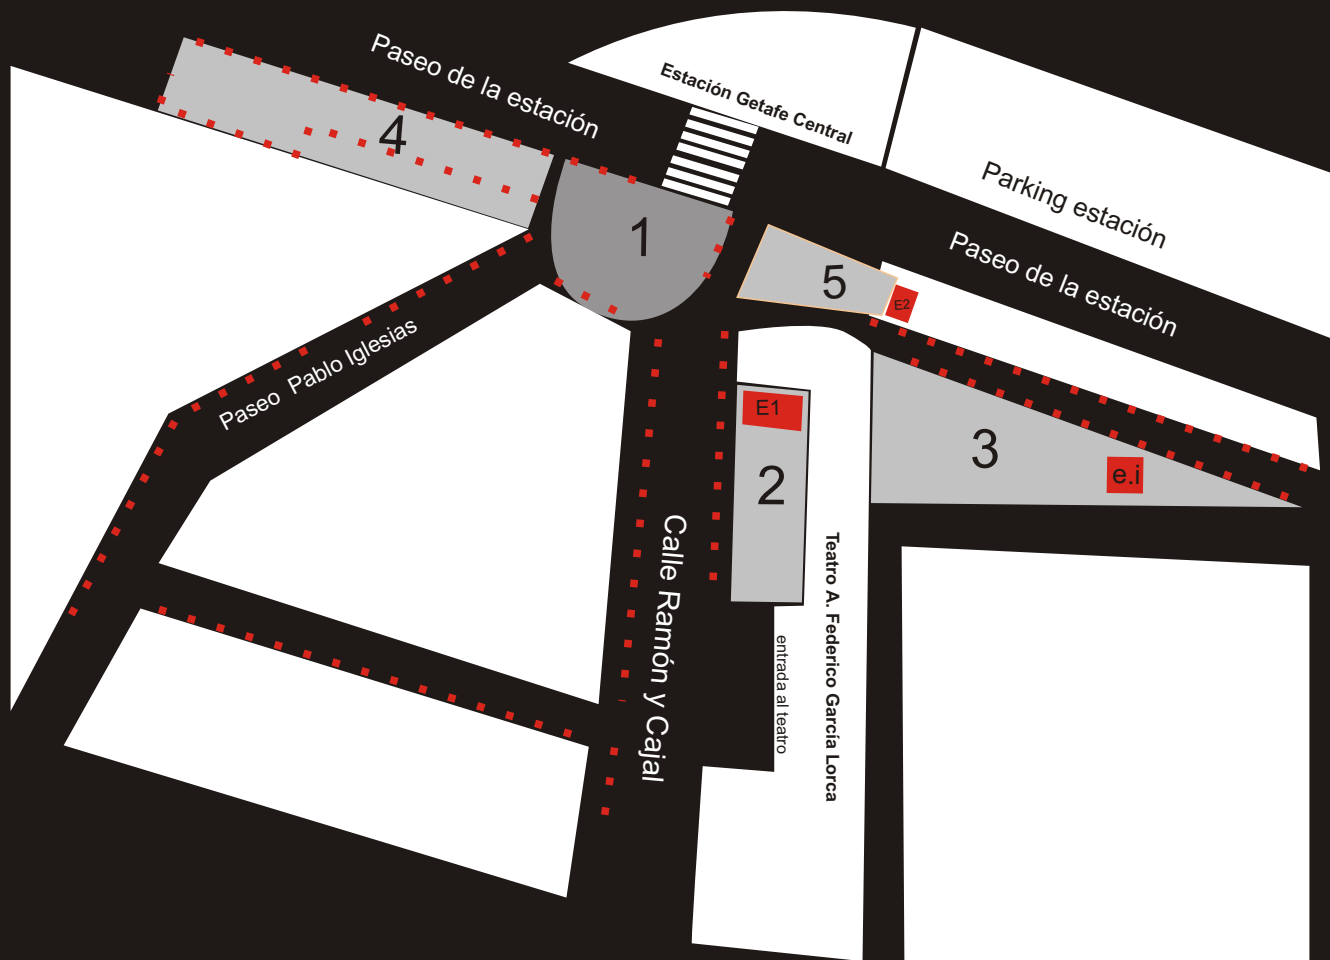 Paseo de la estación
Estación Getafe Central
Parking estación
Paseo de la estación
4
1
5
E2
Paseo Pablo Iglesias
E1
2
3
e.i
Calle Ramón y Cajal
Teatro A. Federico García Lorca
entrada al teatro